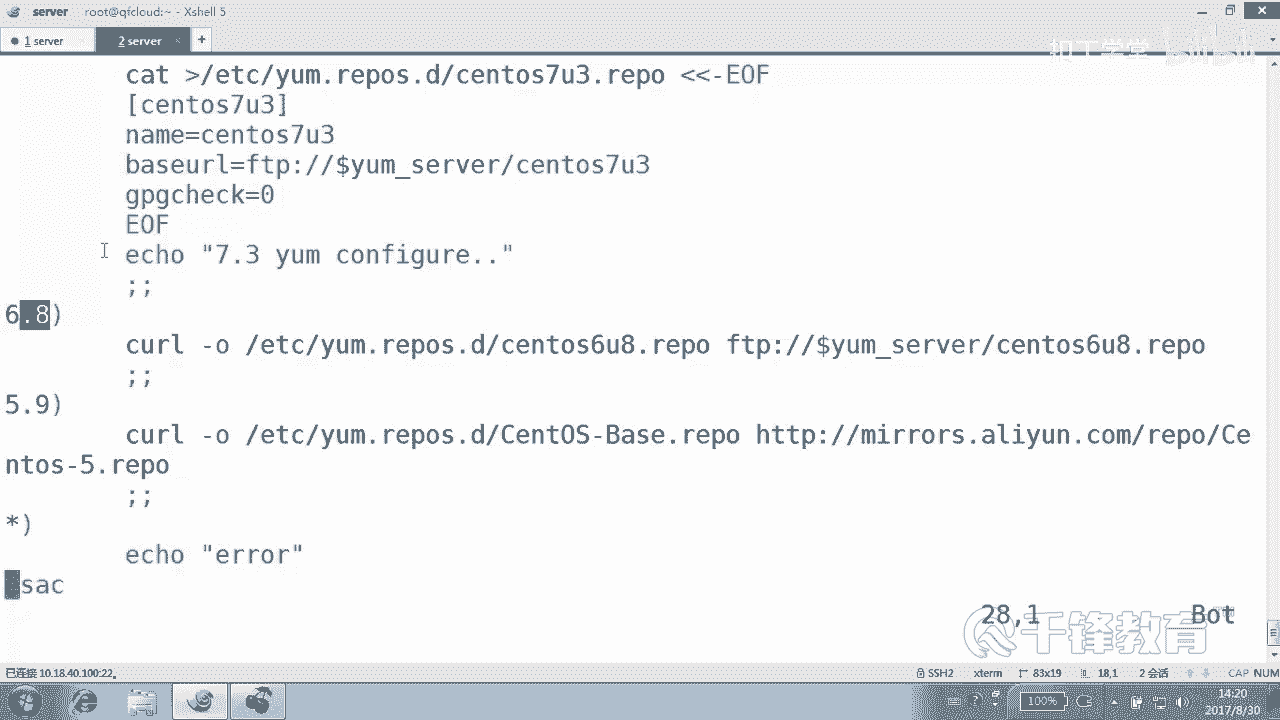 server root@qfcloud:~ - Xshell 5
1 server 2 server +
cat >/etc/yum.repos.d/centos7u3.repo <<-EOF
[centos7u3]
name=centos7u3
baseurl=ftp://$yum_server/centos7u3
gpgcheck=0
EOF
echo "7.3 yum configure.."
;;
6.8)
curl -o /etc/yum.repos.d/centos6u8.repo ftp://$yum_server/centos6u8.repo
;;
5.9)
curl -o /etc/yum.repos.d/CentOS-Base.repo http://mirrors.aliyun.com/repo/Ce
ntos-5.repo
;;
*)
echo "error"
esac
28,1 Bot
千锋教育
已连接 10.18.40.100:22。 SSH2 xterm 83x19 18,1 2 会话 CAP NUM
100% 14:20
2017/8/30